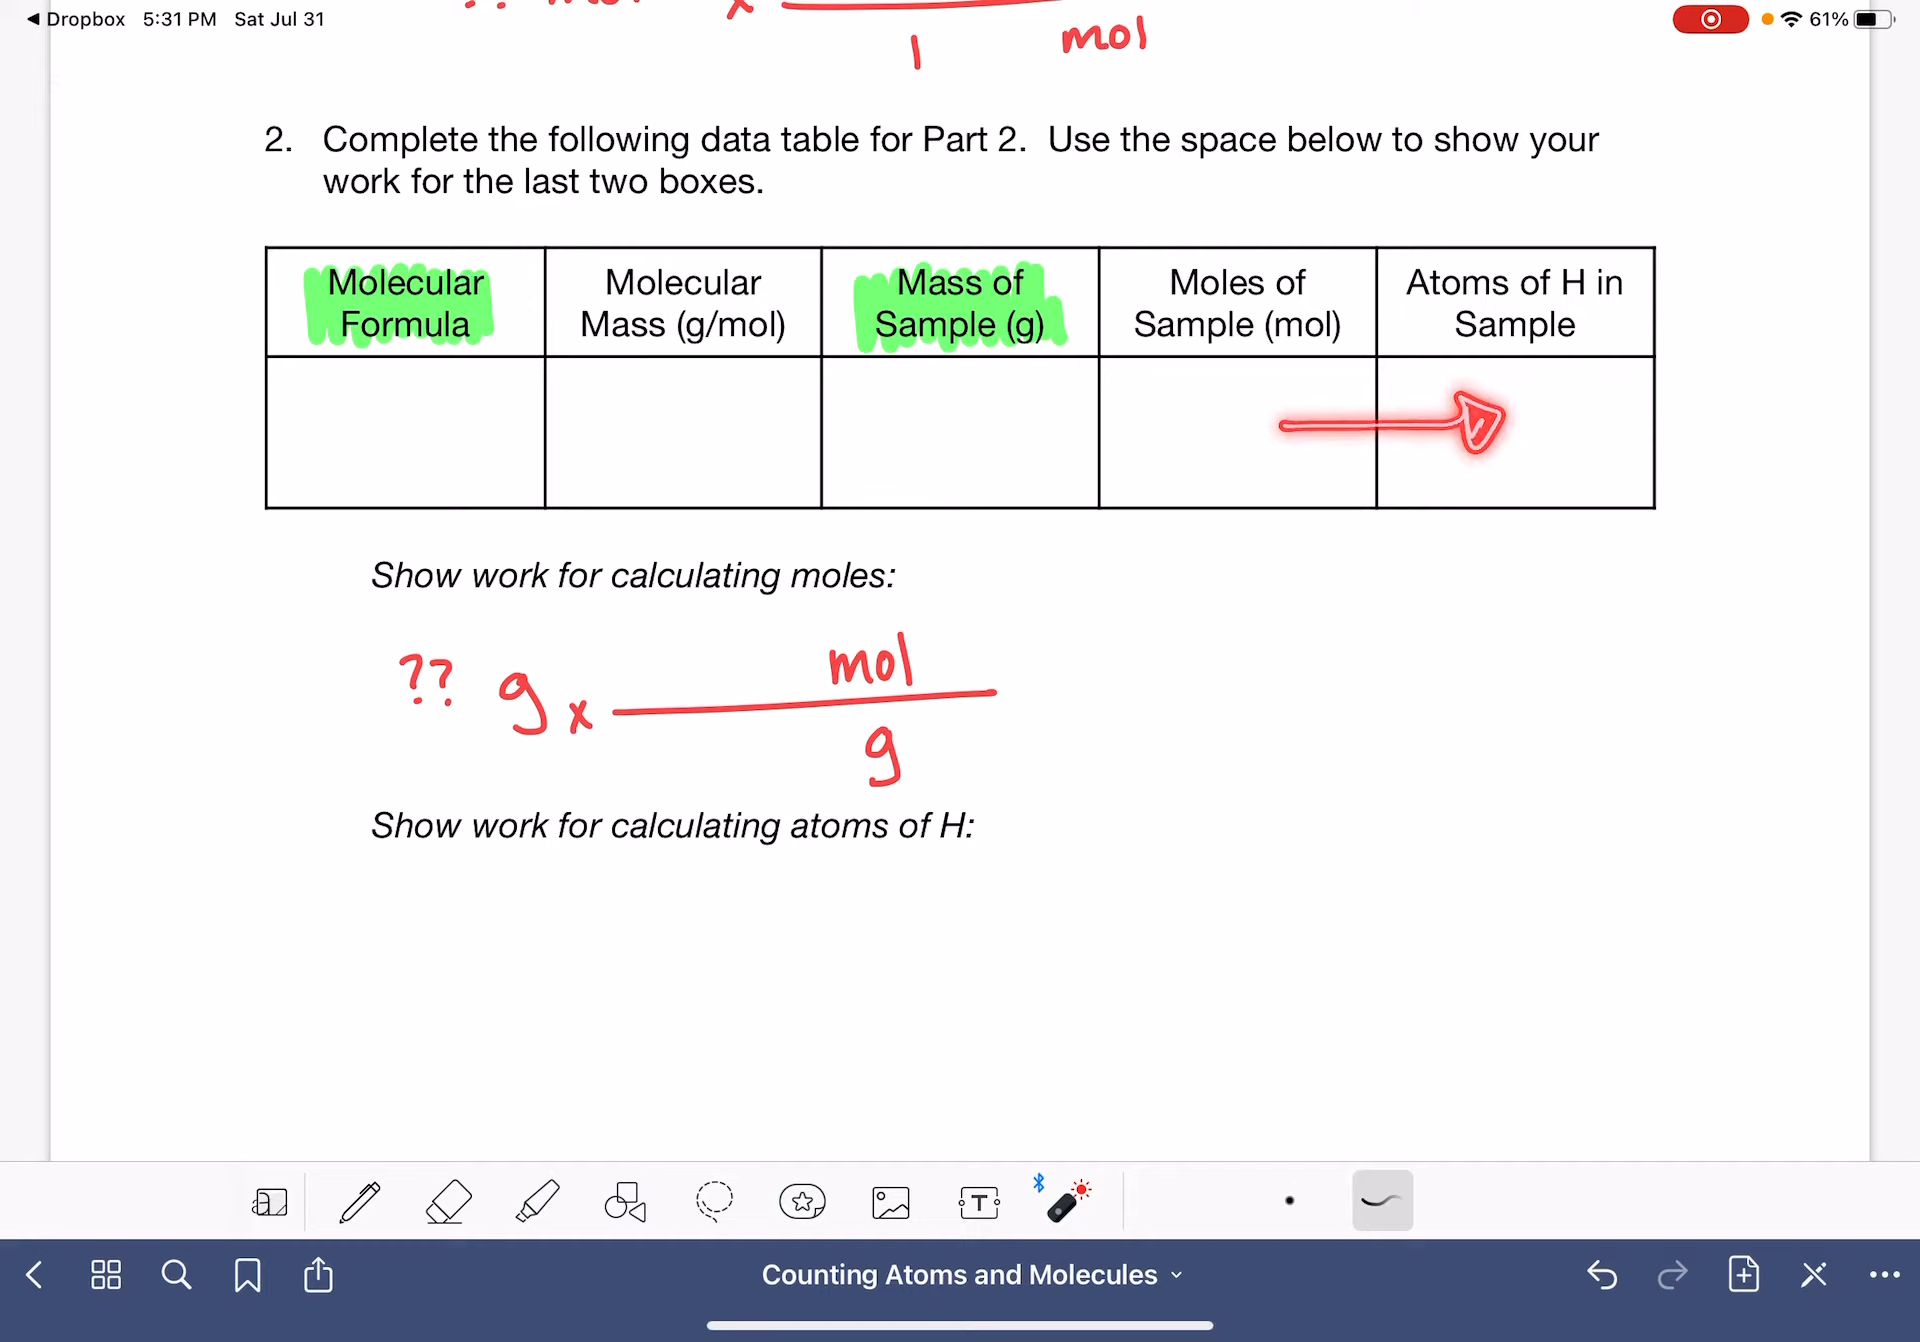 Dropbox 5:31 PM Sat Jul 31
61%
?? mol x
1 mol
2. Complete the following data table for Part 2. Use the space below to show your
work for the last two boxes.
Molecular
Formula
Molecular
Mass (g/mol)
Mass of
Sample (g)
Moles of
Sample (mol)
Atoms of H in
Sample
Show work for calculating moles:
mol
?? g x
g
Show work for calculating atoms of H:
a
T
Counting Atoms and Molecules